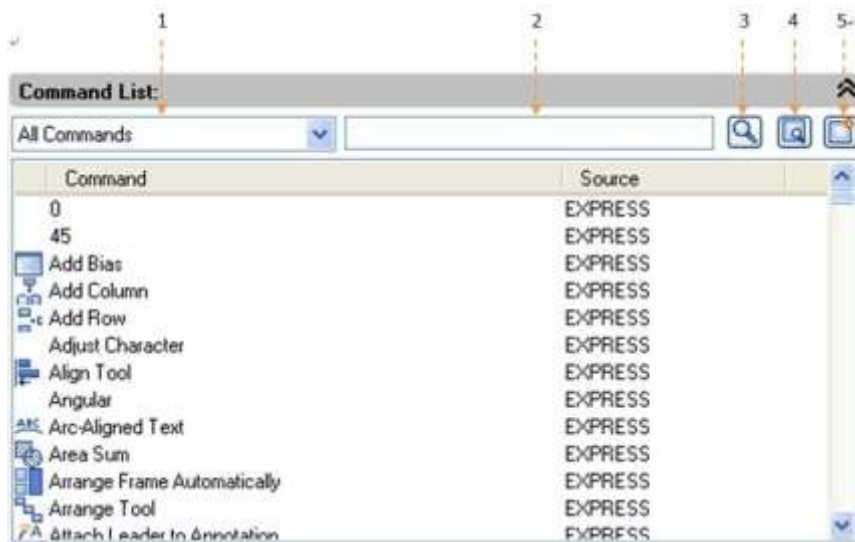 1 2 3 4 5
Command List:
All Commands
Command Source
0 EXPRESS
45 EXPRESS
Add Bias EXPRESS
Add Column EXPRESS
Add Row EXPRESS
Adjust Character EXPRESS
Align Tool EXPRESS
Angular EXPRESS
ABC Arc-Aligned Text EXPRESS
Area Sum EXPRESS
Arrange Frame Automatically EXPRESS
Arrange Tool EXPRESS
Attach Leader to Annotation EXPRESS